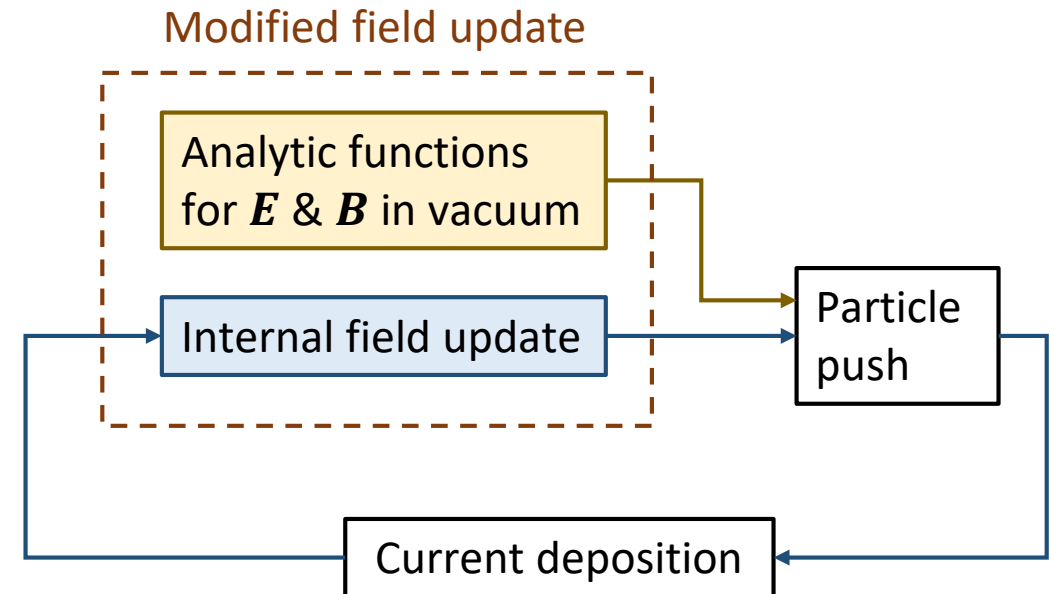 Modified field update
Analytic functions
for E & B in vacuum
Internal field update
Particle
push
Current deposition